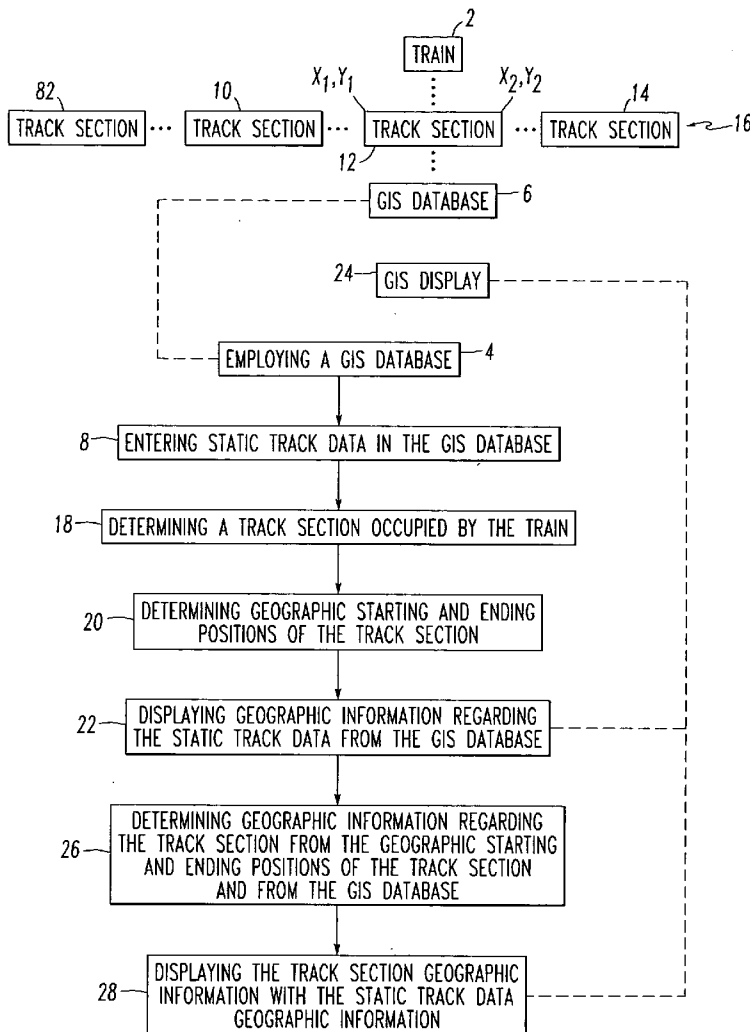 2
TRAIN
X1,Y1
X2,Y2
82
10
14
TRACK SECTION ... TRACK SECTION ... TRACK SECTION ... TRACK SECTION
16
12
GIS DATABASE
6
24
GIS DISPLAY
EMPLOYING A GIS DATABASE
4
8
ENTERING STATIC TRACK DATA IN THE GIS DATABASE
18
DETERMINING A TRACK SECTION OCCUPIED BY THE TRAIN
20
DETERMINING GEOGRAPHIC STARTING AND ENDING
POSITIONS OF THE TRACK SECTION
22
DISPLAYING GEOGRAPHIC INFORMATION REGARDING
THE STATIC TRACK DATA FROM THE GIS DATABASE
26
DETERMINING GEOGRAPHIC INFORMATION REGARDING
THE TRACK SECTION FROM THE GEOGRAPHIC STARTING
AND ENDING POSITIONS OF THE TRACK SECTION
AND FROM THE GIS DATABASE
28
DISPLAYING THE TRACK SECTION GEOGRAPHIC
INFORMATION WITH THE STATIC TRACK DATA
GEOGRAPHIC INFORMATION